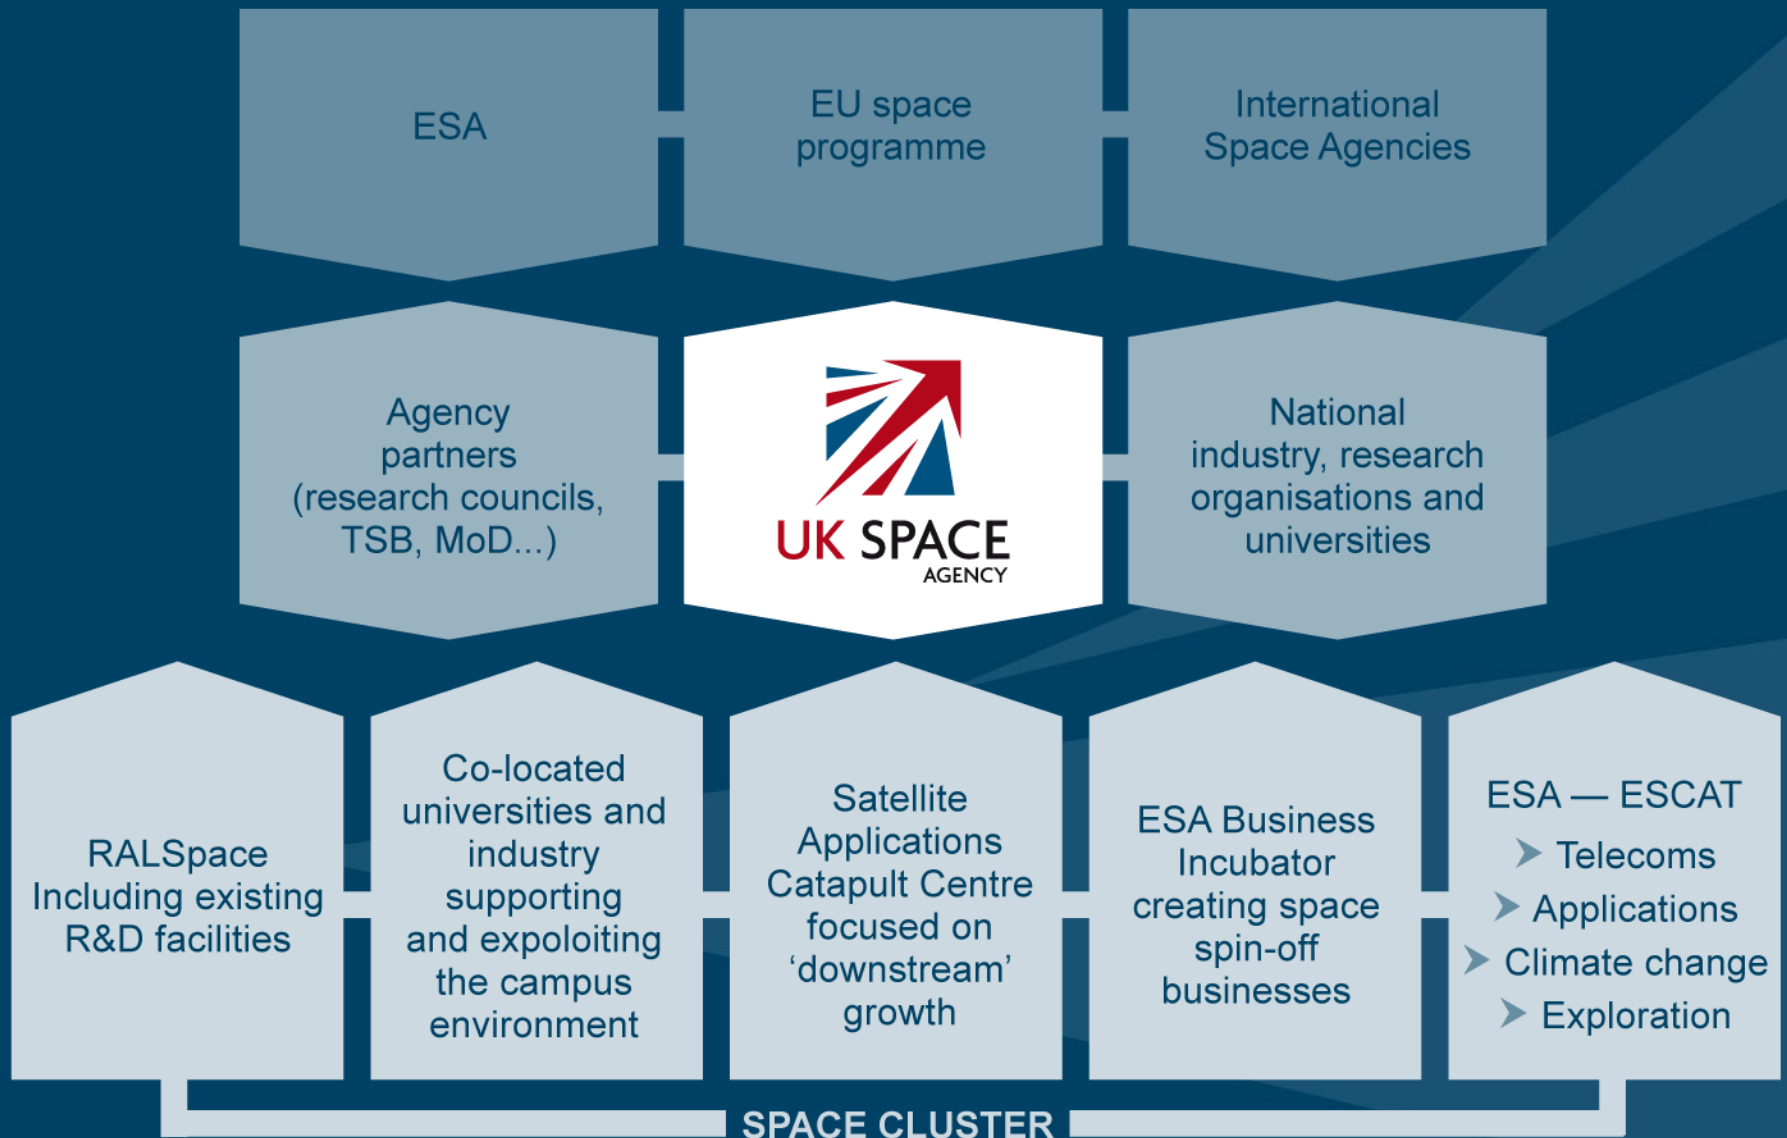 ESA
EU space
programme
International
Space Agencies
Agency
partners
(research councils,
TSB, MoD...)
UK SPACE
AGENCY
National
industry, research
organisations and
universities
RALSpace
Including existing
R&D facilities
Co-located
universities and
industry
supporting
and expoloiting
the campus
environment
Satellite
Applications
Catapult Centre
focused on
‘downstream’
growth
ESA Business
Incubator
creating space
spin-off
businesses
ESA — ESCAT
➤ Telecoms
➤ Applications
➤ Climate change
➤ Exploration
SPACE CLUSTER